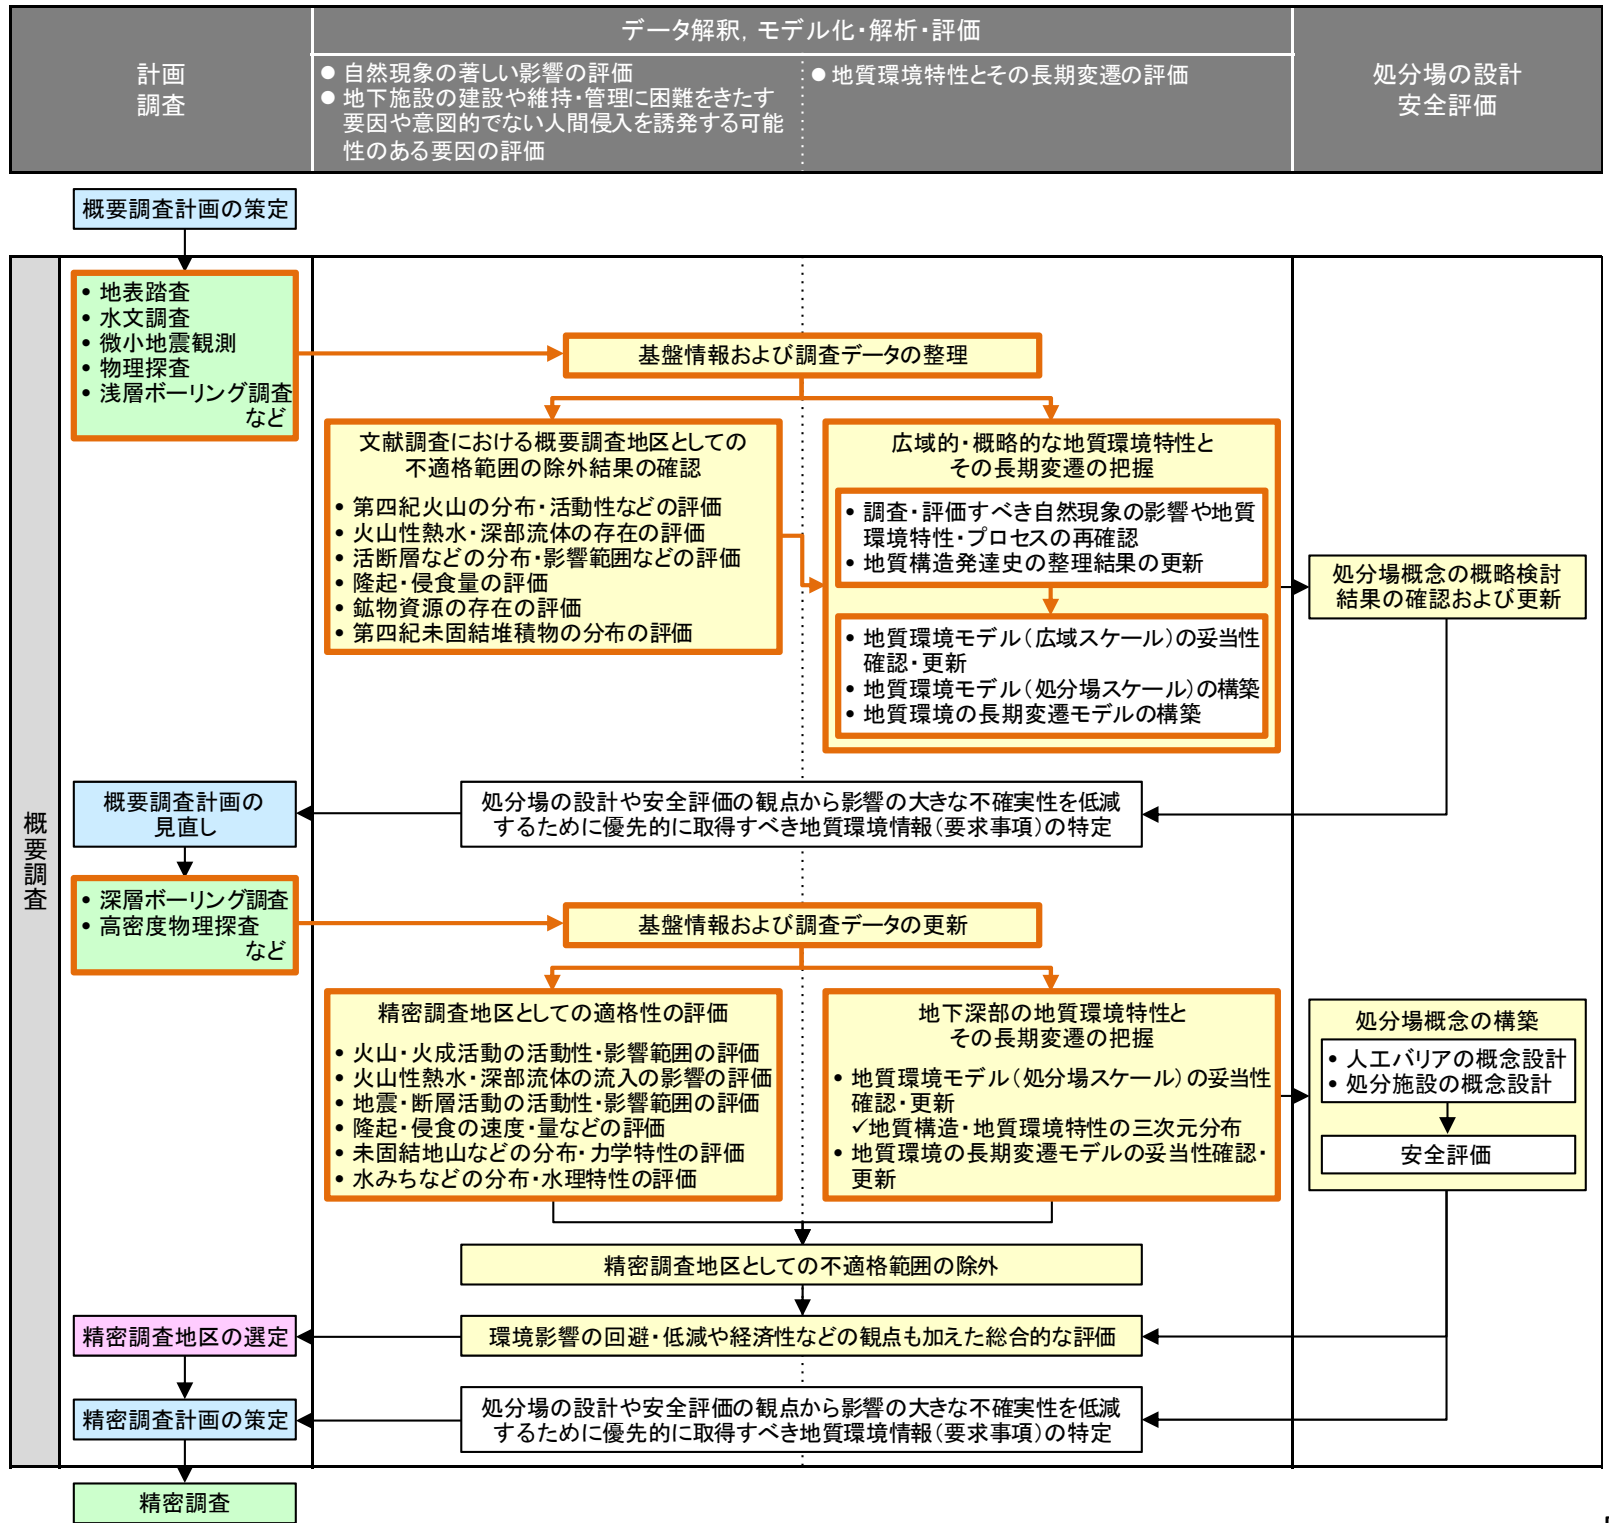 計画
調査
データ解釈, モデル化・解析・評価
● 自然現象の著しい影響の評価
● 地下施設の建設や維持・管理に困難をきたす
要因や意図的でない人間侵入を誘発する可能
性のある要因の評価
● 地質環境特性とその長期変遷の評価
処分場の設計
安全評価
概要調査計画の策定
概要調査
• 地表踏査
• 水文調査
• 微小地震観測
• 物理探査
• 浅層ボーリング調査
など
基盤情報および調査データの整理
文献調査における概要調査地区としての
不適格範囲の除外結果の確認
• 第四紀火山の分布・活動性などの評価
• 火山性熱水・深部流体の存在の評価
• 活断層などの分布・影響範囲などの評価
• 隆起・侵食量の評価
• 鉱物資源の存在の評価
• 第四紀未固結堆積物の分布の評価
広域的・概略的な地質環境特性と
その長期変遷の把握
• 調査・評価すべき自然現象の影響や地質
環境特性・プロセスの再確認
• 地質構造発達史の整理結果の更新
• 地質環境モデル（広域スケール）の妥当性
確認・更新
• 地質環境モデル（処分場スケール）の構築
• 地質環境の長期変遷モデルの構築
処分場概念の概略検討
結果の確認および更新
概要調査計画の
見直し
処分場の設計や安全評価の観点から影響の大きな不確実性を低減
するために優先的に取得すべき地質環境情報（要求事項）の特定
• 深層ボーリング調査
• 高密度物理探査
など
基盤情報および調査データの更新
精密調査地区としての適格性の評価
• 火山・火成活動の活動性・影響範囲の評価
• 火山性熱水・深部流体の流入の影響の評価
• 地震・断層活動の活動性・影響範囲の評価
• 隆起・侵食の速度・量などの評価
• 未固結地山などの分布・力学特性の評価
• 水みちなどの分布・水理特性の評価
地下深部の地質環境特性と
その長期変遷の把握
• 地質環境モデル（処分場スケール）の妥当性
確認・更新
✓地質構造・地質環境特性の三次元分布
• 地質環境の長期変遷モデルの妥当性確認・
更新
処分場概念の構築
• 人工バリアの概念設計
• 処分施設の概念設計
安全評価
精密調査地区としての不適格範囲の除外
精密調査地区の選定
環境影響の回避・低減や経済性などの観点も加えた総合的な評価
精密調査計画の策定
処分場の設計や安全評価の観点から影響の大きな不確実性を低減
するために優先的に取得すべき地質環境情報（要求事項）の特定
精密調査